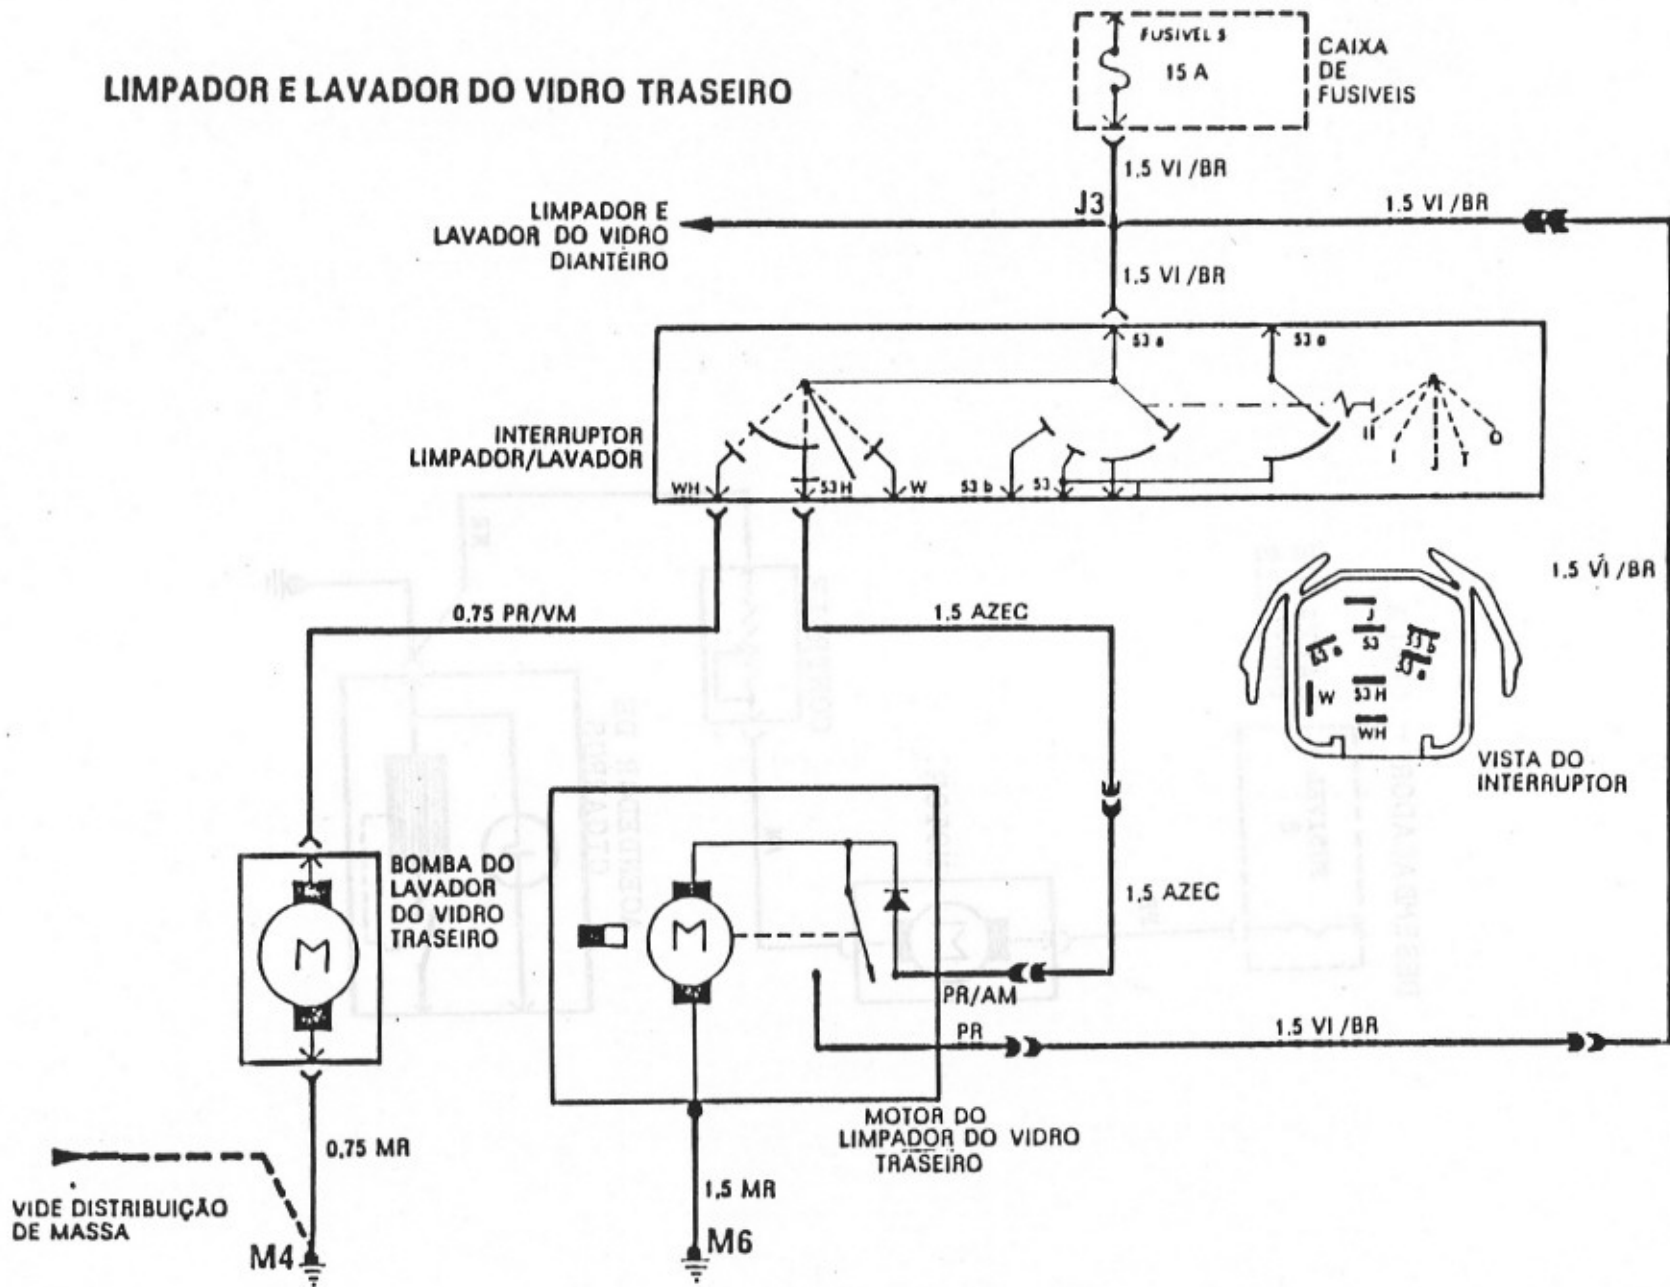 LIMPADOR E LAVADOR DO VIDRO TRASEIRO
FUSIVEL 3
15 A
CAIXA
DE
FUSIVEIS
1.5 VI/BR
J3
1.5 VI/BR
LIMPADOR E
LAVADOR DO VIDRO
DIANTEIRO
1.5 VI/BR
53 a
53 a
INTERRUPTOR
LIMPADOR/LAVADOR
II
I
J
T
O
WH
53H
W
53 b
53
J
0.75 PR/VM
1.5 AZEC
1.5 VI/BR
J
53
53 a
53 b
53 a
W
53 H
WH
VISTA DO
INTERRUPTOR
BOMBA DO
LAVADOR
DO VIDRO
TRASEIRO
M
M
1,5 AZEC
PR/AM
PR
1.5 VI/BR
MOTOR DO
LIMPADOR DO VIDRO
TRASEIRO
0,75 MR
VIDE DISTRIBUIÇÃO
DE MASSA
1,5 MR
M4
M6